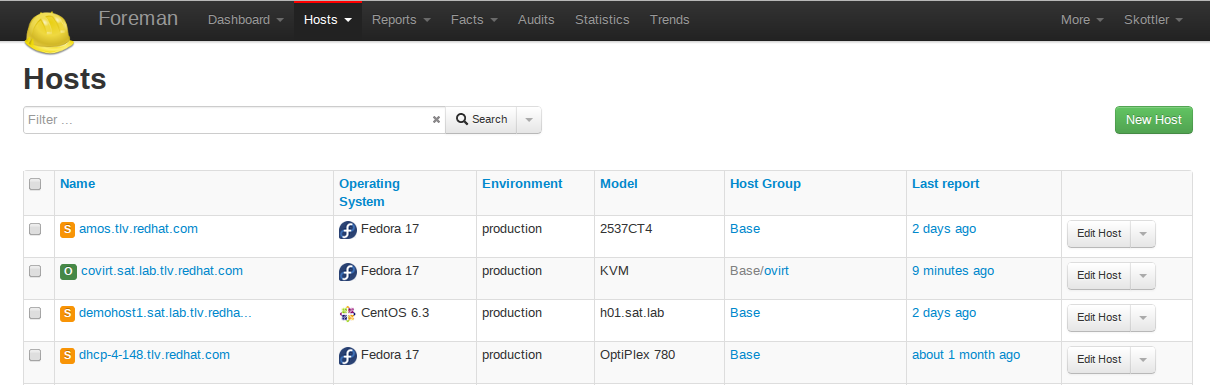 Foreman Dashboard Hosts Reports Facts Audits Statistics Trends More Skottler
Hosts
Filter ... Search New Host
Name Operating System Environment Model Host Group Last report
S amos.tlv.redhat.com Fedora 17 production 2537CT4 Base 2 days ago Edit Host
O covirt.sat.lab.tlv.redhat.com Fedora 17 production KVM Base/ovirt 9 minutes ago Edit Host
S demohost1.sat.lab.tlv.redha... CentOS 6.3 production h01.sat.lab Base 2 days ago Edit Host
S dhcp-4-148.tlv.redhat.com Fedora 17 production OptiPlex 780 Base about 1 month ago Edit Host